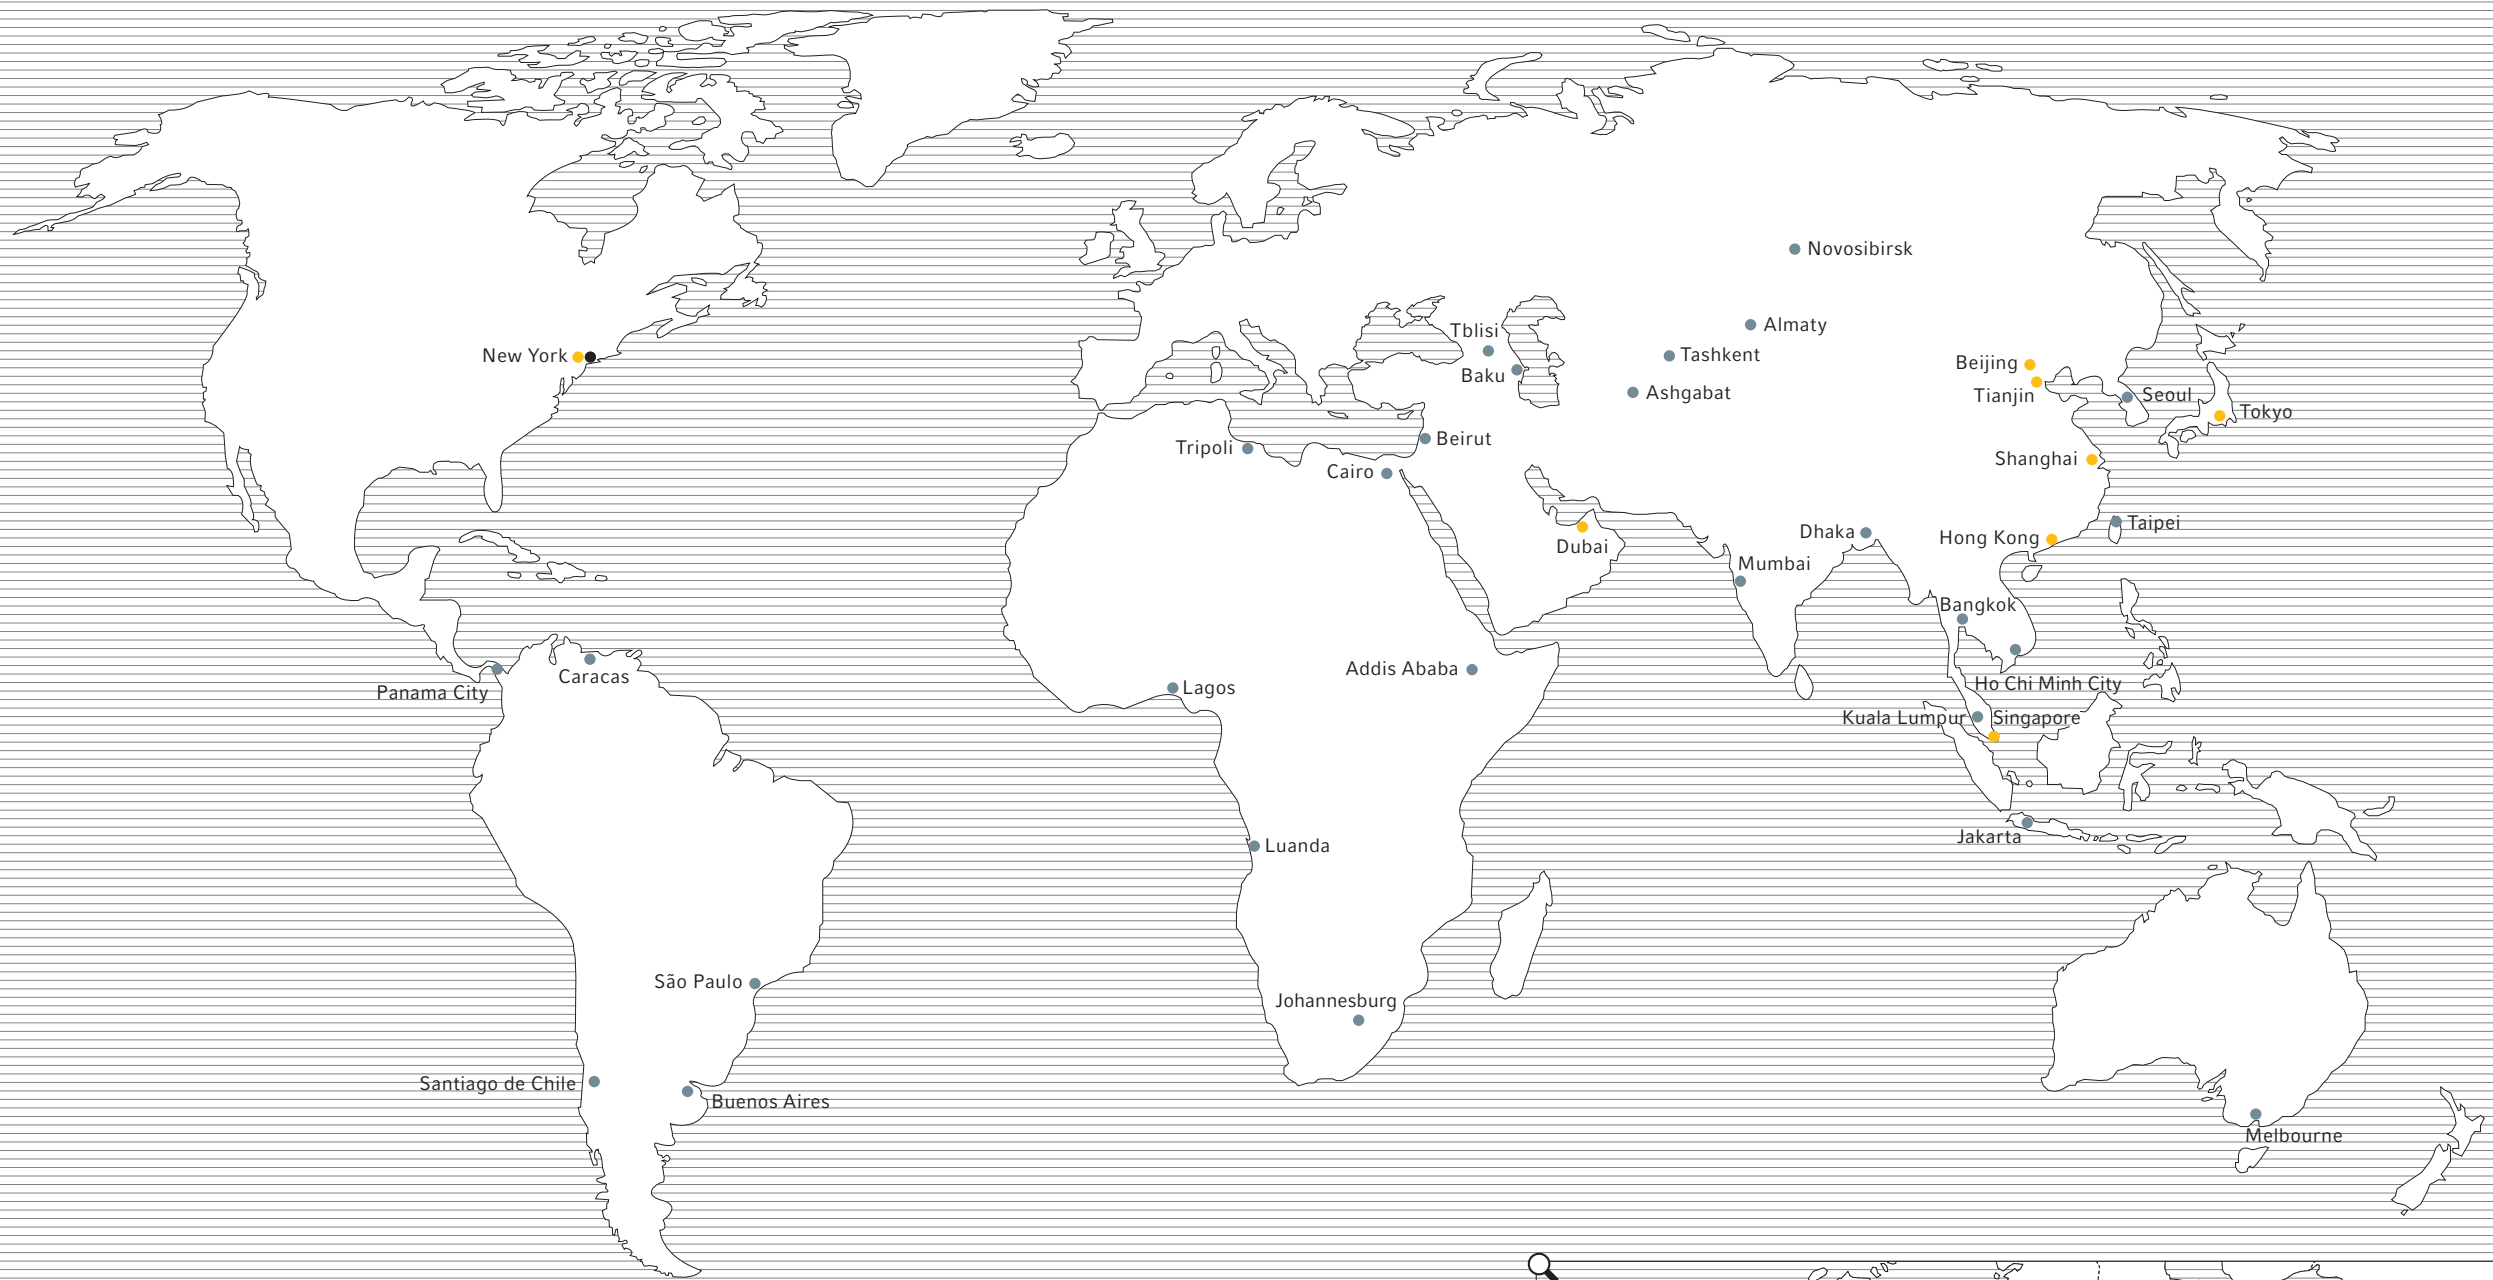 Novosibirsk
Tblisi
Almaty
New York
Tashkent
Beijing
Baku
Ashgabat
Tianjin
Seoul
Tokyo
Tripoli
Beirut
Shanghai
Cairo
Dhaka
Taipei
Dubai
Hong Kong
Mumbai
Bangkok
Caracas
Addis Ababa
Panama City
Lagos
Ho Chi Minh City
Kuala Lumpur
Singapore
Jakarta
Luanda
São Paulo
Johannesburg
Santiago de Chile
Buenos Aires
Melbourne